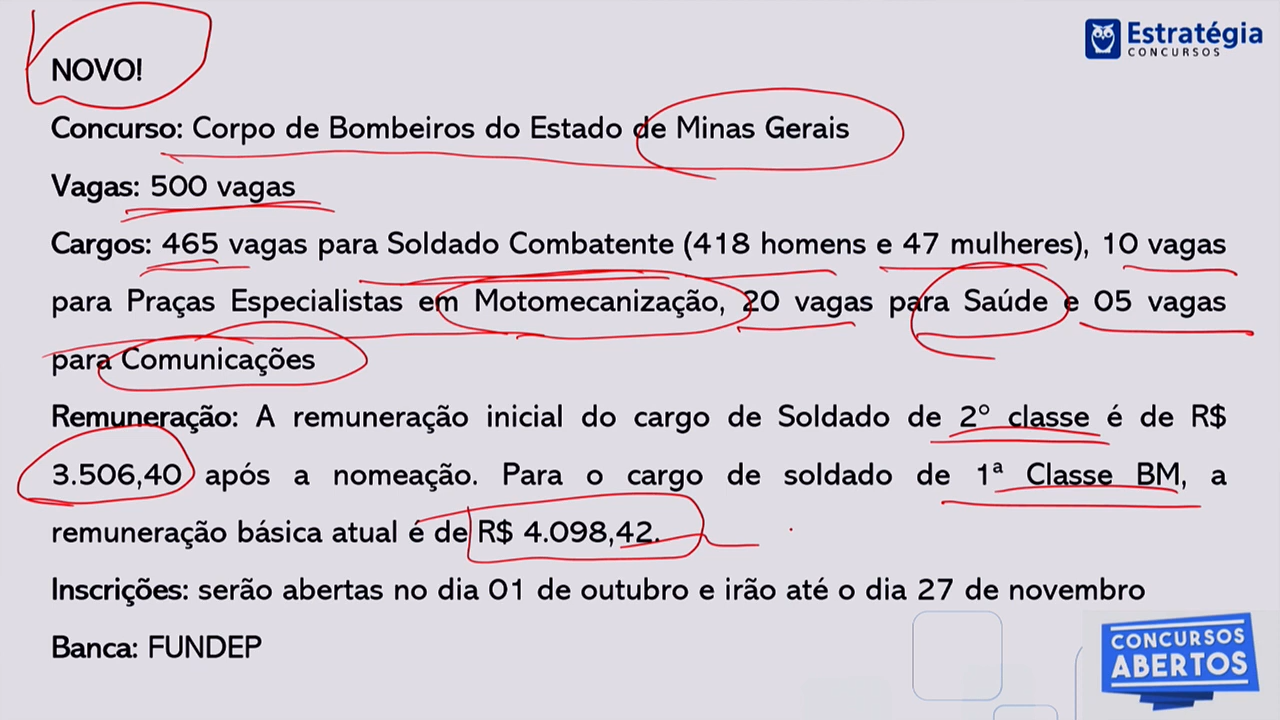 Estratégia
CONCURSOS
NOVO!
Concurso: Corpo de Bombeiros do Estado de Minas Gerais
Vagas: 500 vagas
Cargos: 465 vagas para Soldado Combatente (418 homens e 47 mulheres), 10 vagas
para Praças Especialistas em Motomecanização, 20 vagas para Saúde e 05 vagas
para Comunicações
Remuneração: A remuneração inicial do cargo de Soldado de 2° classe é de R$
3.506,40 após a nomeação. Para o cargo de soldado de 1ª Classe BM, a
remuneração básica atual é de R$ 4.098,42.
Inscrições: serão abertas no dia 01 de outubro e irão até o dia 27 de novembro
Banca: FUNDEP
CONCURSOS
ABERTOS